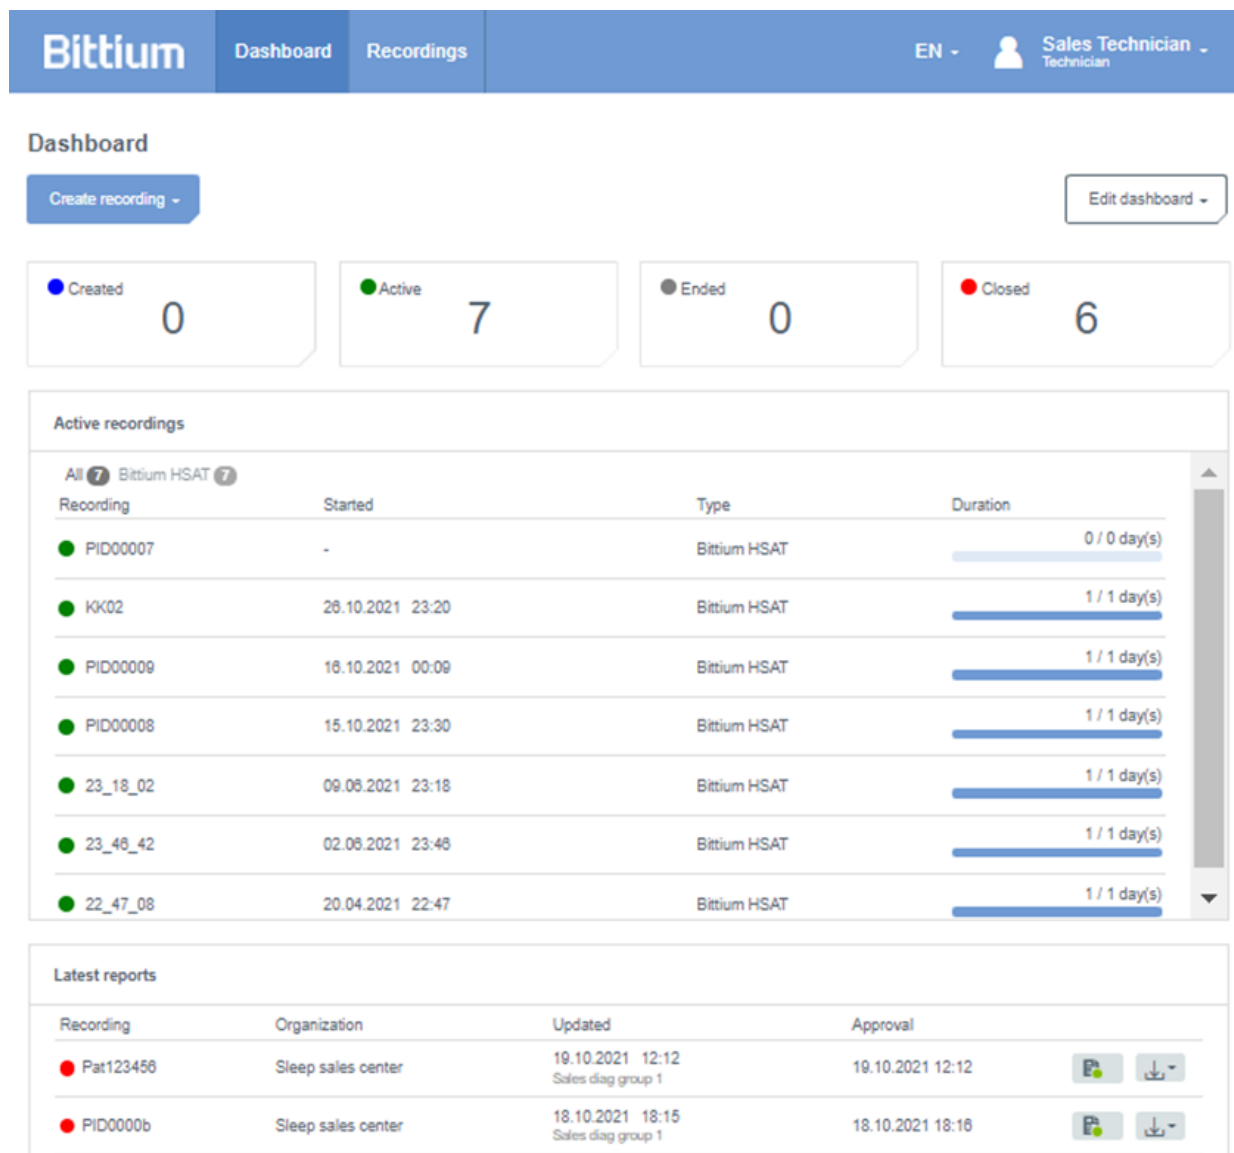 Bittium Dashboard Recordings EN Sales Technician
Technician
Dashboard
Create recording Edit dashboard
Created Active Ended Closed
0 7 0 6
Active recordings
All 7 Bittium HSAT 7
Recording Started Type Duration
PID00007 - Bittium HSAT 0 / 0 day(s)
KK02 26.10.2021 23:20 Bittium HSAT 1 / 1 day(s)
PID00009 16.10.2021 00:09 Bittium HSAT 1 / 1 day(s)
PID00008 15.10.2021 23:30 Bittium HSAT 1 / 1 day(s)
23_18_02 09.06.2021 23:18 Bittium HSAT 1 / 1 day(s)
23_46_42 02.06.2021 23:46 Bittium HSAT 1 / 1 day(s)
22_47_08 20.04.2021 22:47 Bittium HSAT 1 / 1 day(s)
Latest reports
Recording Organization Updated Approval
Pat123456 Sleep sales center 19.10.2021 12:12 19.10.2021 12:12
Sales diag group 1
PID0000b Sleep sales center 18.10.2021 18:15 18.10.2021 18:16
Sales diag group 1